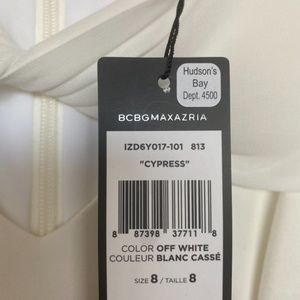 Hudson's
Bay
Dept. 4500
BCBGMAXAZRIA
IZD6Y017-101 813
"CYPRESS"
8 87398 37711 8
COLOR OFF WHITE
COULEUR BLANC CASSÉ
SIZE 8 / TAILLE 8